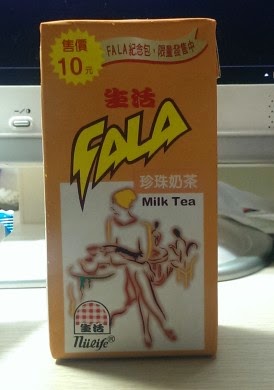 售價
10元
FALA紀念包，限量發售中
生活
FALA
珍珠奶茶
Milk Tea
生活
nülife®